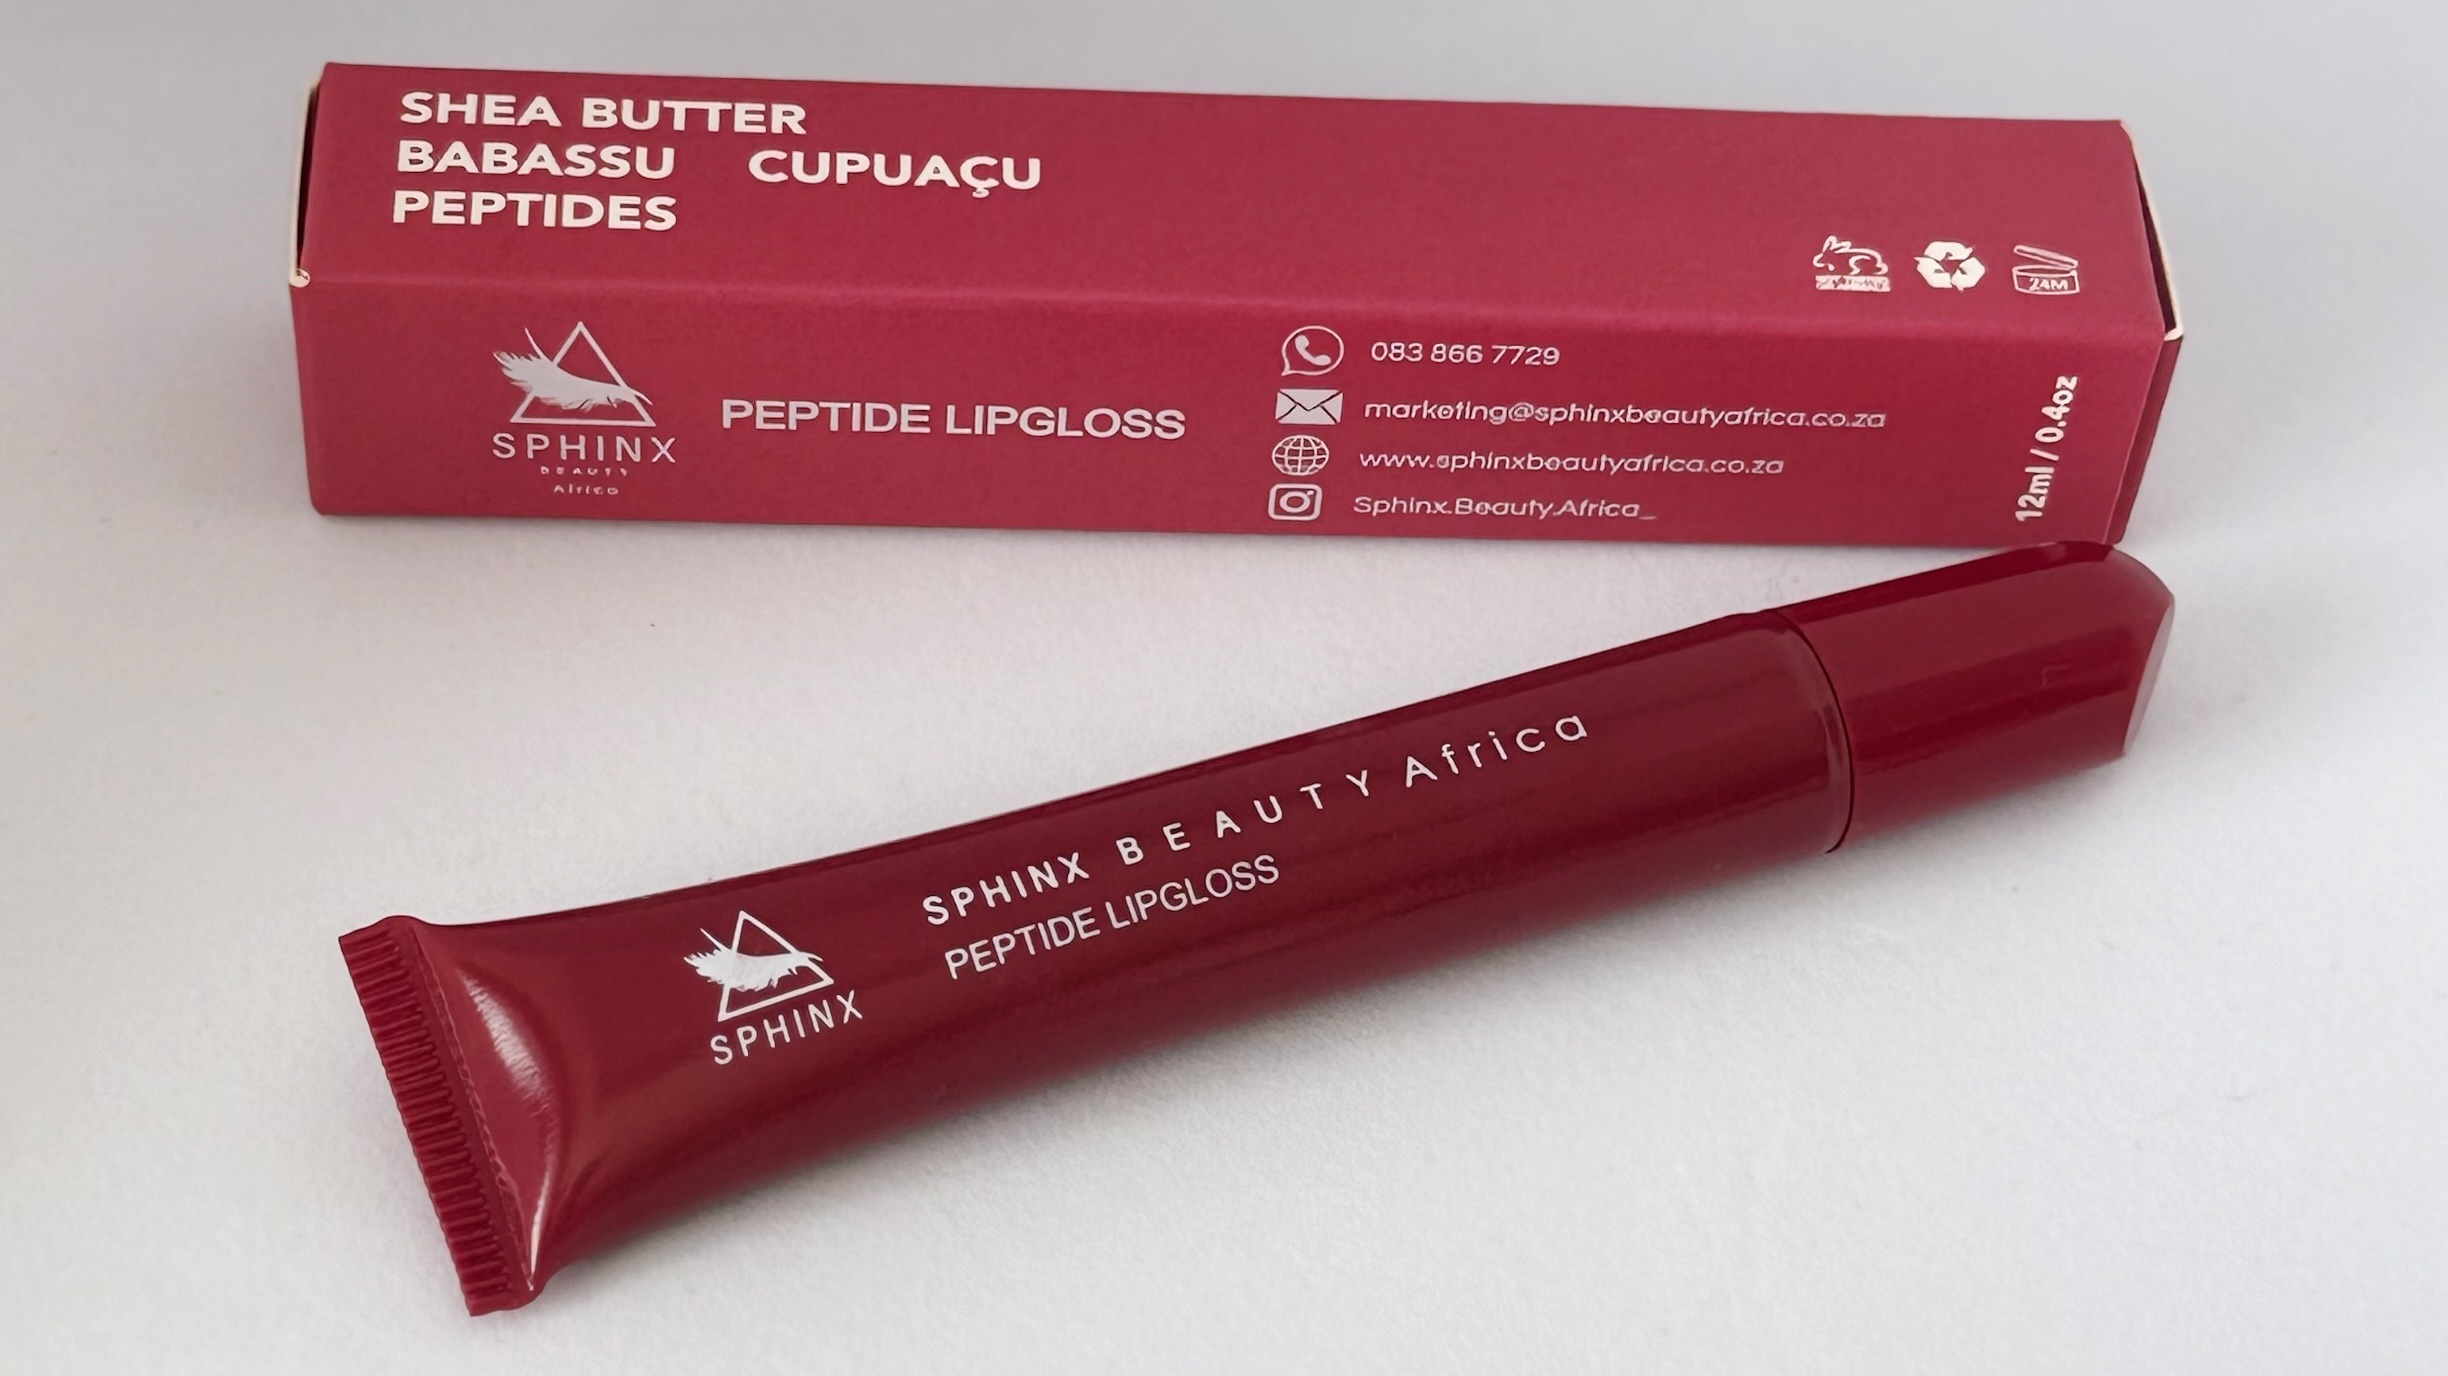 SHEA BUTTER
BABASSU CUPUAÇU
PEPTIDES
24M
SPHINX
BEAUTY
Africa
PEPTIDE LIPGLOSS
083 866 7729
marketing@sphinxbeautyafrica.co.za
www.sphinxbeautyafrica.co.za
Sphinx.Beauty.Africa_
12ml / 0.4oz
SPHINX
SPHINX BEAUTY Africa
PEPTIDE LIPGLOSS